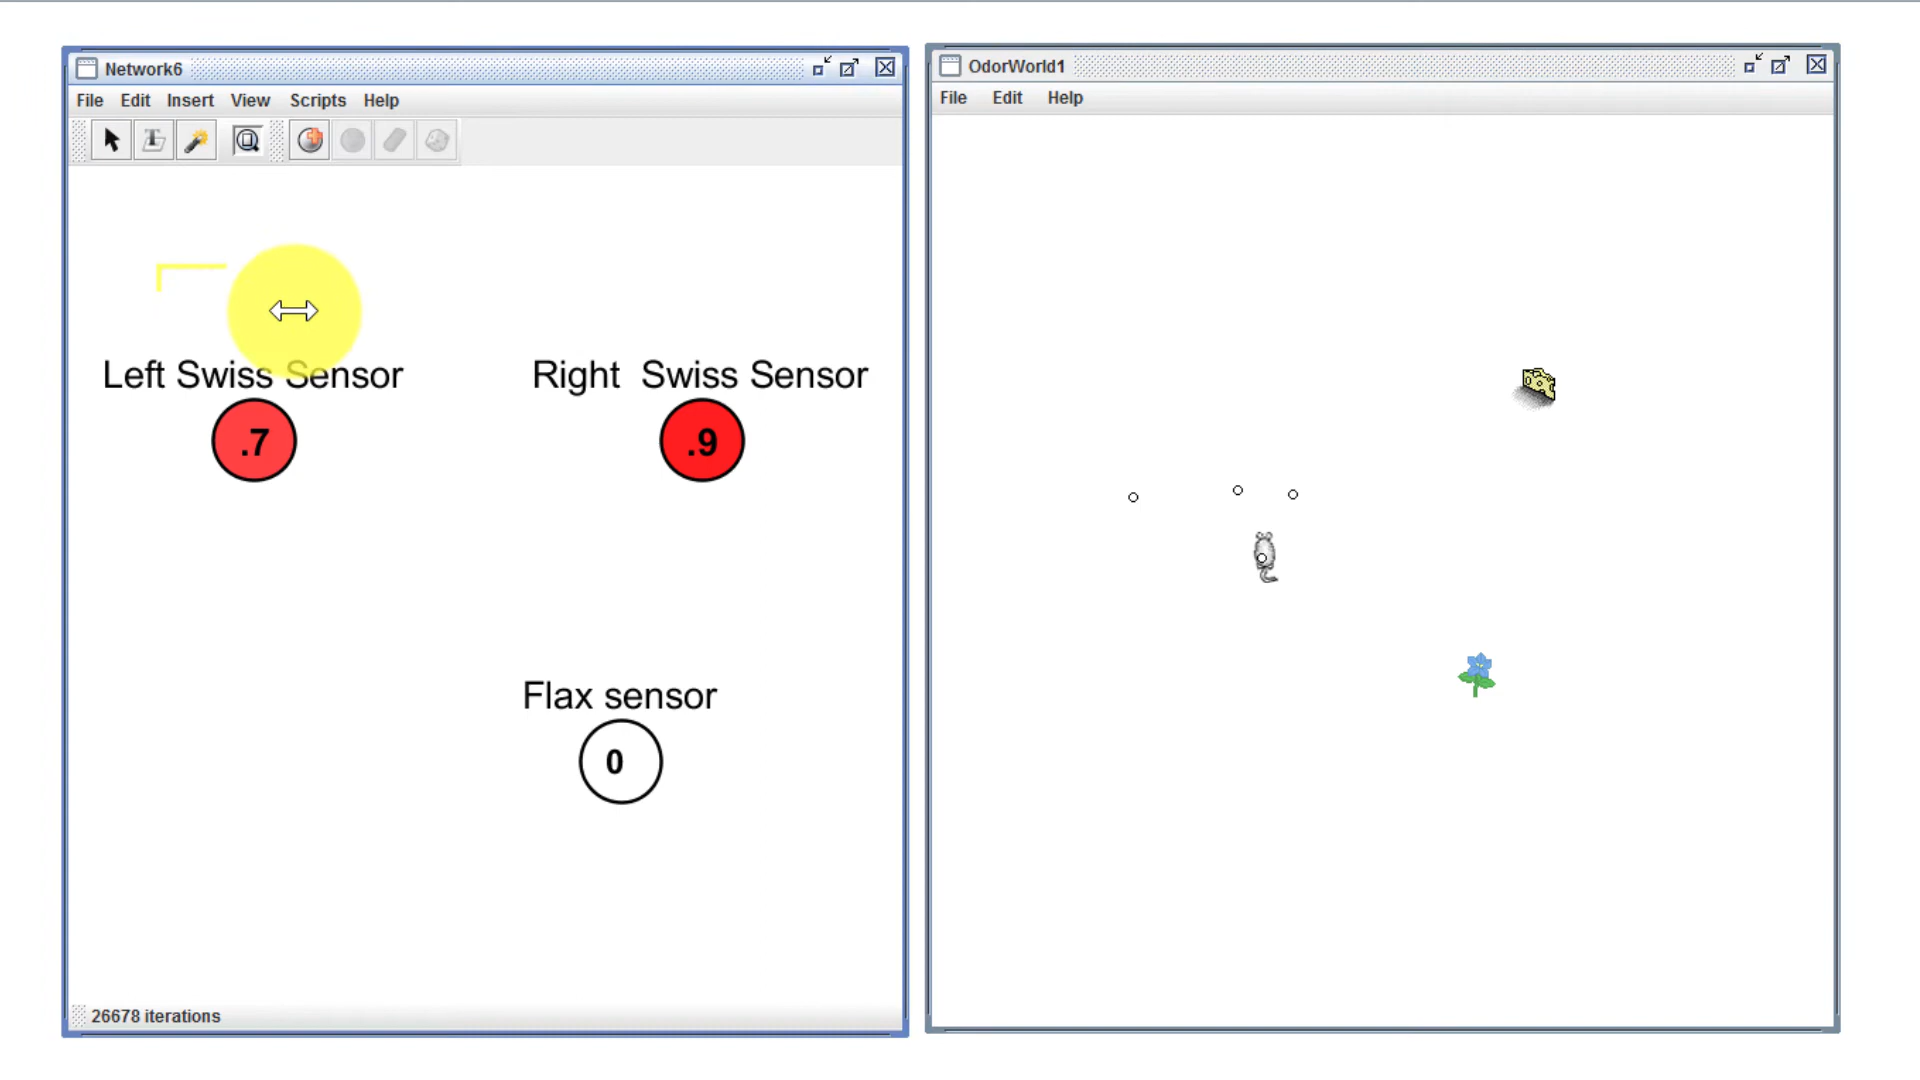 Network6
File Edit Insert View Scripts Help
Left Swiss Sensor
Right  Swiss Sensor
.7
.9
Flax sensor
0
26678 iterations
OdorWorld1
File Edit Help